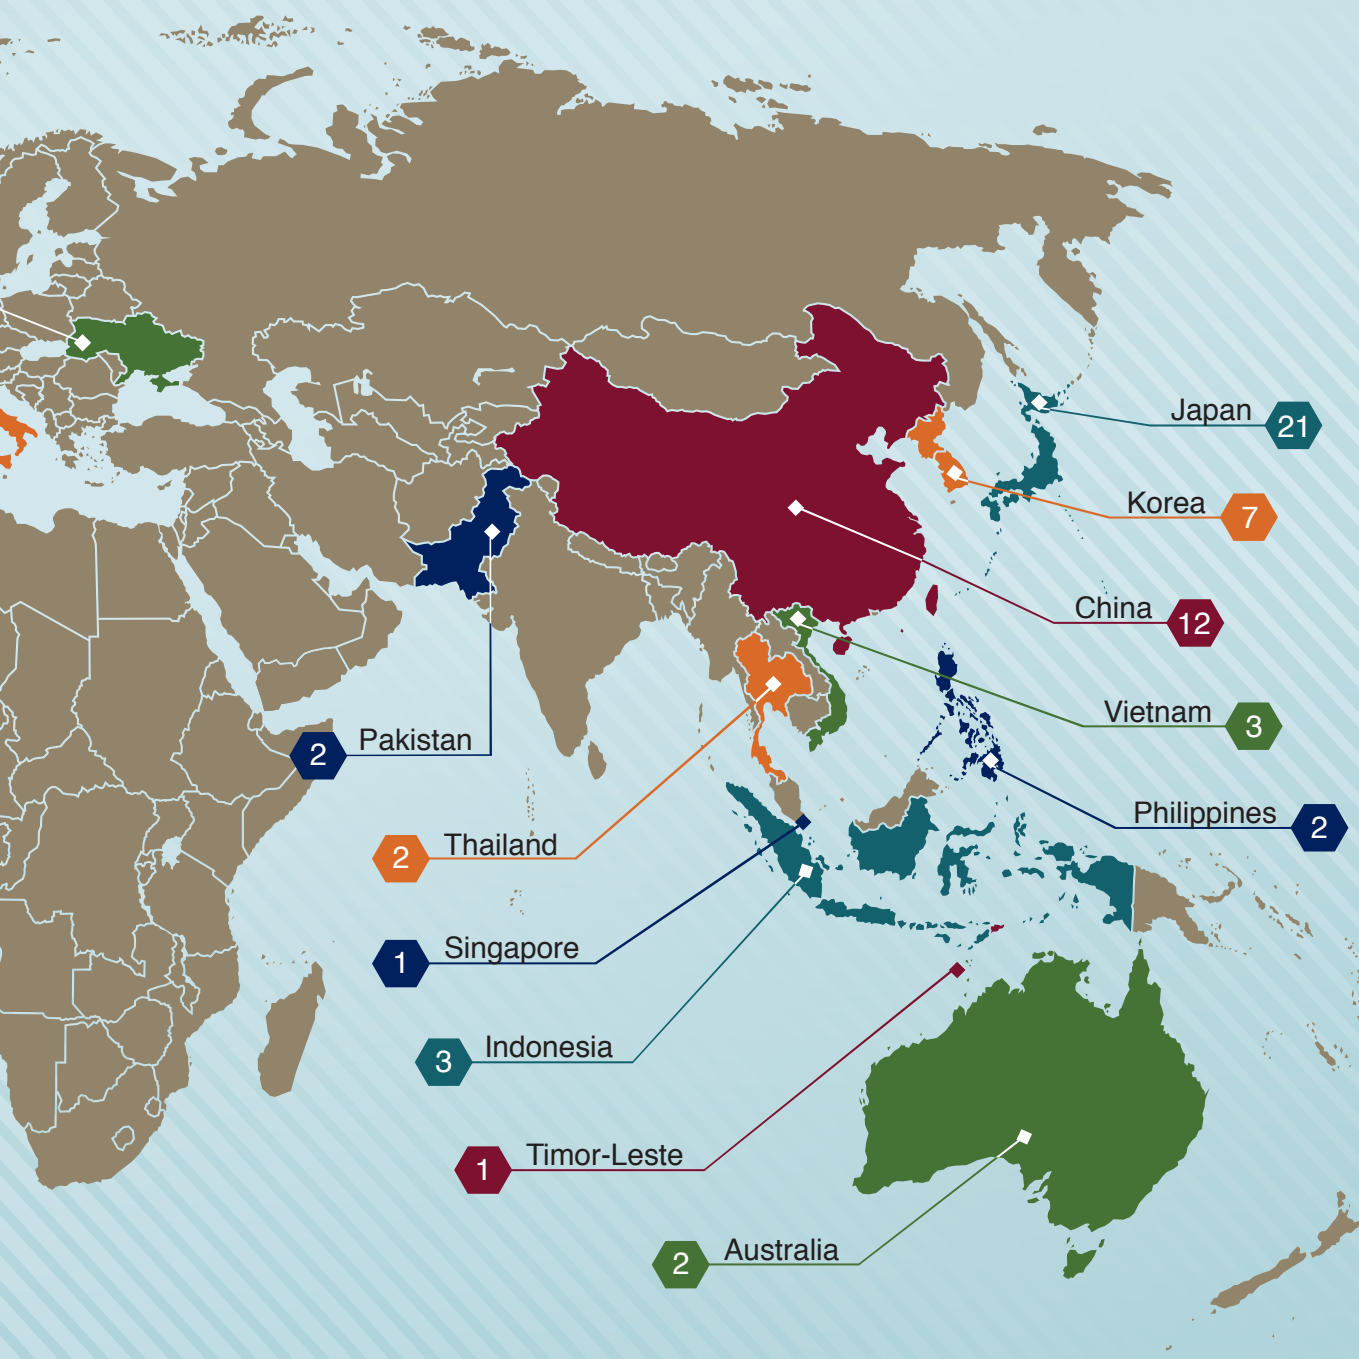 Japan 21
Korea 7
China 12
Vietnam 3
2 Pakistan
Philippines 2
2 Thailand
1 Singapore
3 Indonesia
1 Timor-Leste
2 Australia